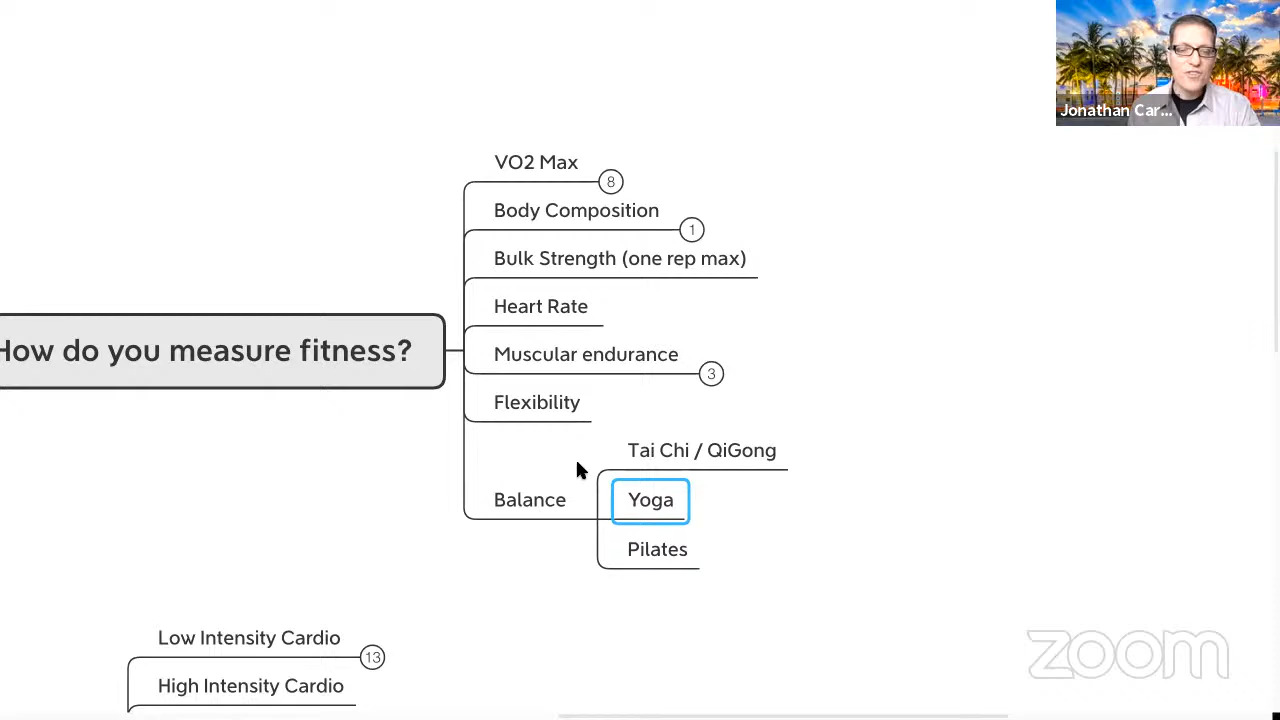 Jonathan Car...
VO2 Max
8
Body Composition
1
Bulk Strength (one rep max)
Heart Rate
How do you measure fitness?
Muscular endurance
3
Flexibility
Tai Chi / QiGong
Balance
Yoga
Pilates
Low Intensity Cardio
13
High Intensity Cardio
zoom